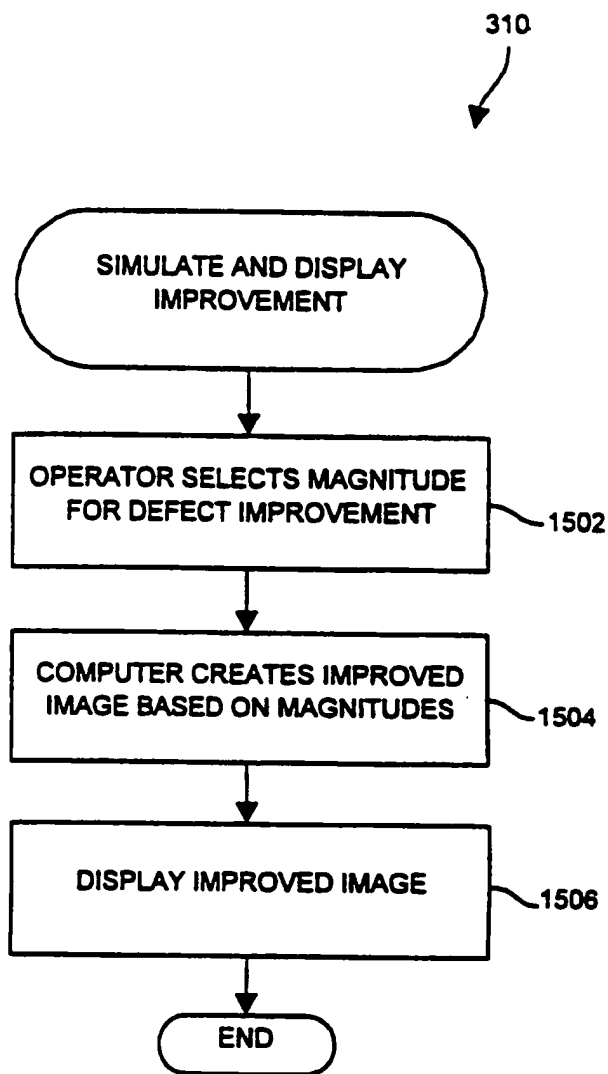 310
SIMULATE AND DISPLAY
IMPROVEMENT
OPERATOR SELECTS MAGNITUDE
FOR DEFECT IMPROVEMENT
1502
COMPUTER CREATES IMPROVED
IMAGE BASED ON MAGNITUDES
1504
DISPLAY IMPROVED IMAGE
1506
END